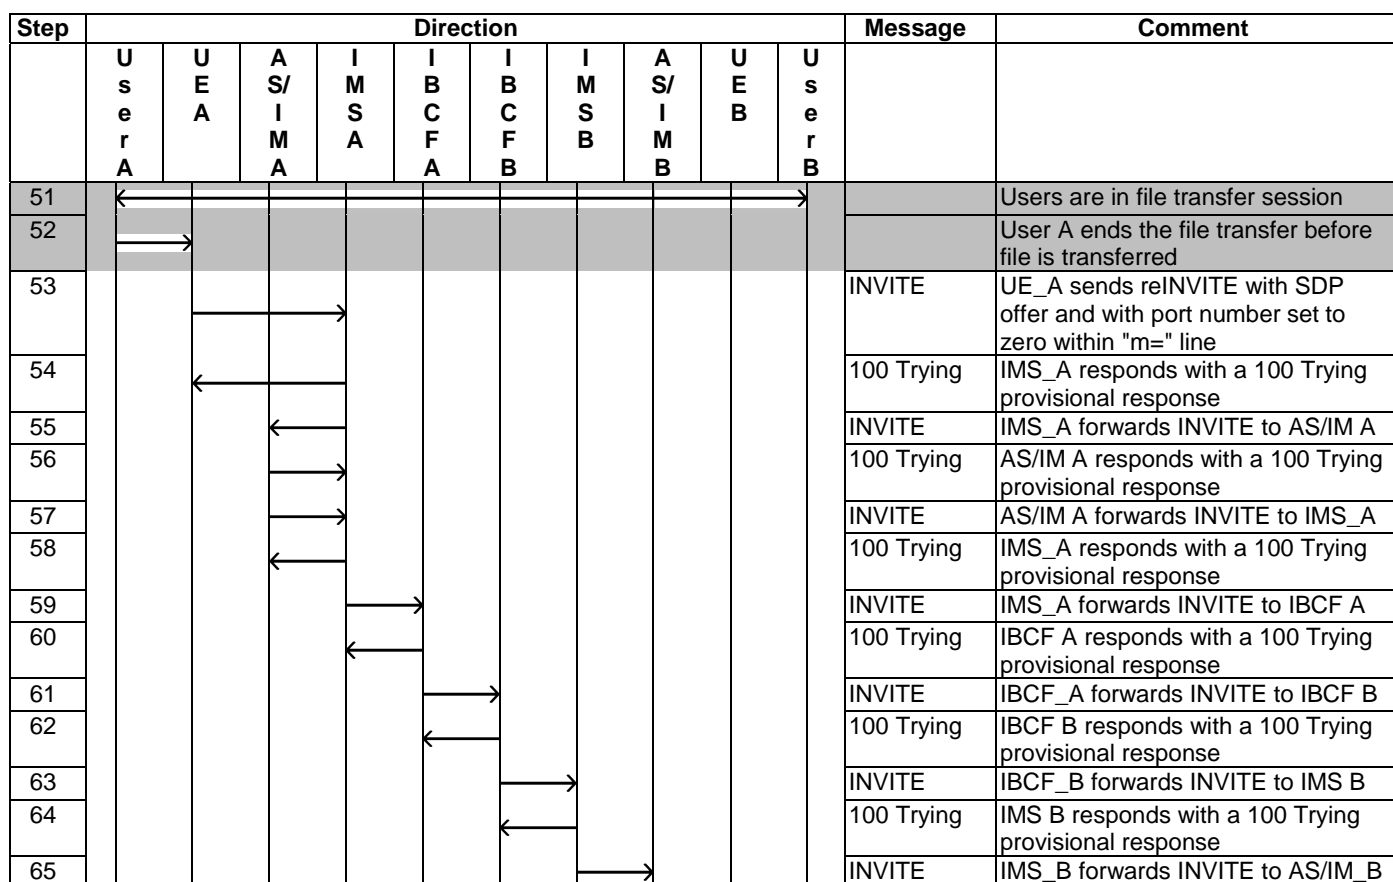 Step Direction Message Comment
U U A I I I I A U U
s E S/ M B B M S/ E s
e A I S C C S I B e
r M A F F B M r
A A A B B B
51 Users are in file transfer session
52 User A ends the file transfer before
file is transferred
53 INVITE UE_A sends reINVITE with SDP
offer and with port number set to
zero within "m=" line
54 100 Trying IMS_A responds with a 100 Trying
provisional response
55 INVITE IMS_A forwards INVITE to AS/IM A
56 100 Trying AS/IM A responds with a 100 Trying
provisional response
57 INVITE AS/IM A forwards INVITE to IMS_A
58 100 Trying IMS_A responds with a 100 Trying
provisional response
59 INVITE IMS_A forwards INVITE to IBCF A
60 100 Trying IBCF A responds with a 100 Trying
provisional response
61 INVITE IBCF_A forwards INVITE to IBCF B
62 100 Trying IBCF B responds with a 100 Trying
provisional response
63 INVITE IBCF_B forwards INVITE to IMS B
64 100 Trying IMS B responds with a 100 Trying
provisional response
65 INVITE IMS_B forwards INVITE to AS/IM_B